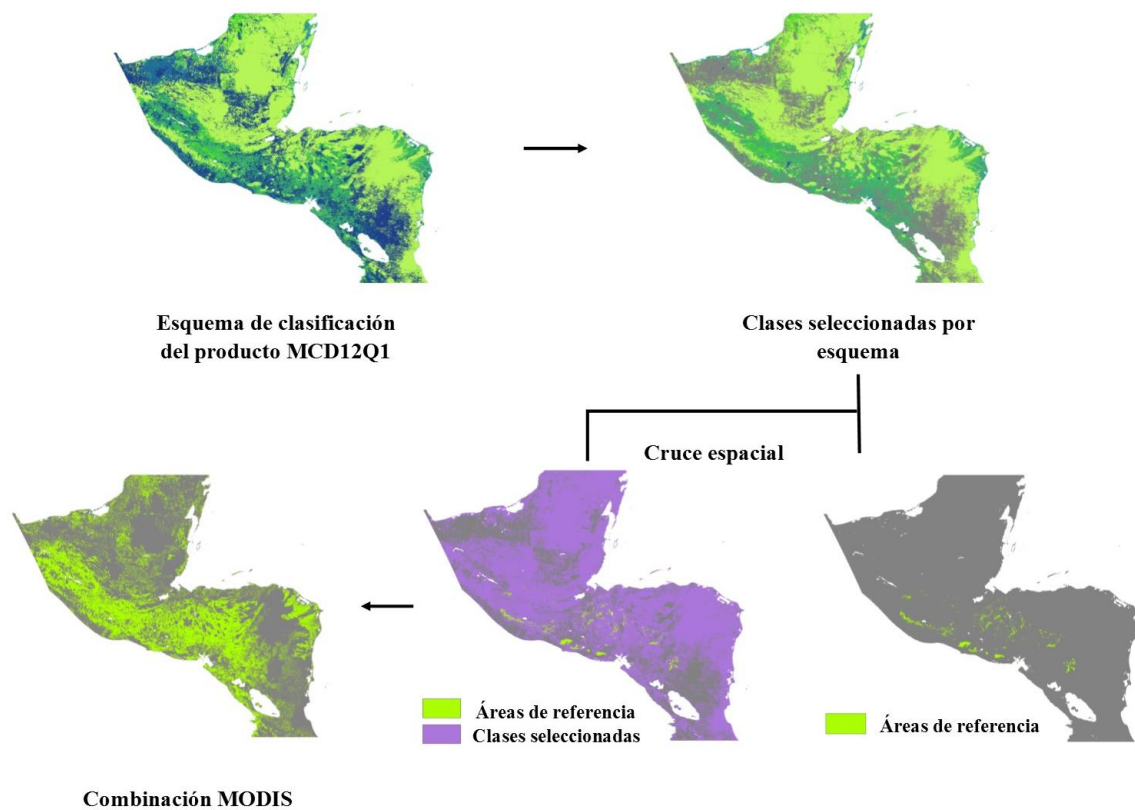 Esquema de clasificación
del producto MCD12Q1
Clases seleccionadas por
esquema
Cruce espacial
Áreas de referencia
Clases seleccionadas
Áreas de referencia
Combinación MODIS